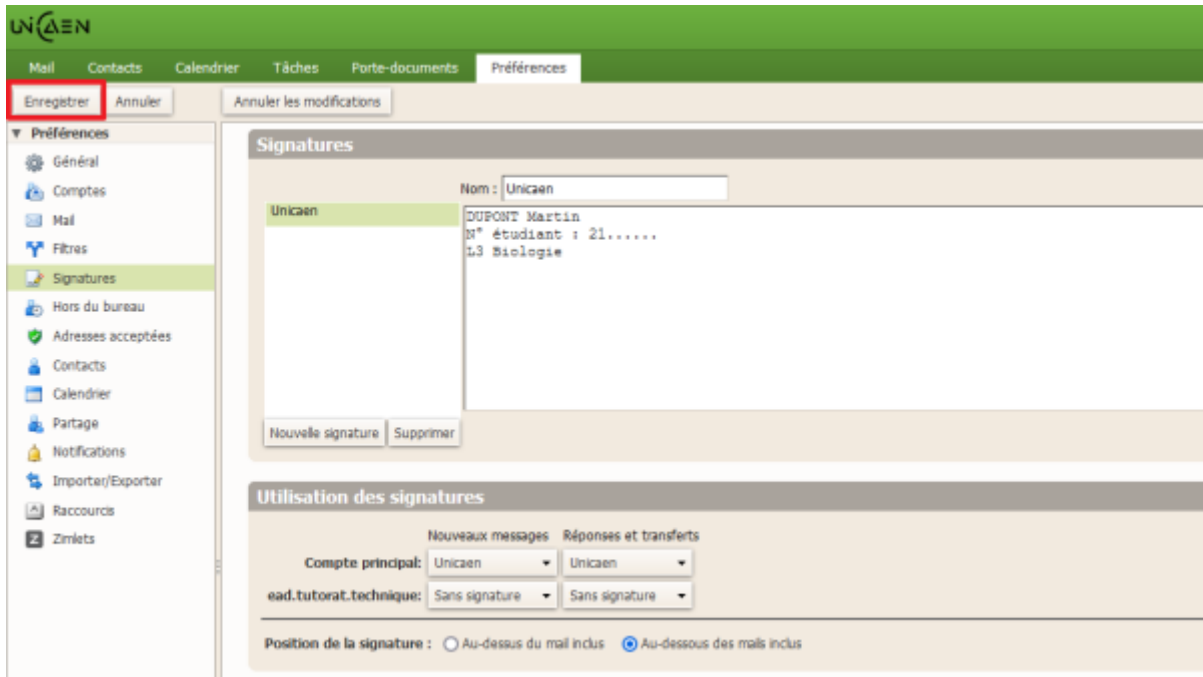 UNICAEN
Mail Contacts Calendrier Tâches Porte-documents Préférences
Enregistrer Annuler Annuler les modifications
Préférences
Général
Comptes
Mail
Filtres
Signatures
Hors du bureau
Adresses acceptées
Contacts
Calendrier
Partage
Notifications
Importer/Exporter
Raccourcis
Zimlets
Signatures
Nom : Unicaen
Unicaen
DUPONT Martin
N° étudiant : 21......
L3 Biologie
Nouvelle signature Supprimer
Utilisation des signatures
Nouveaux messages Réponses et transferts
Compte principal: Unicaen Unicaen
ead.tutorat.technique: Sans signature Sans signature
Position de la signature : Au-dessus du mail inclus Au-dessous des mails inclus